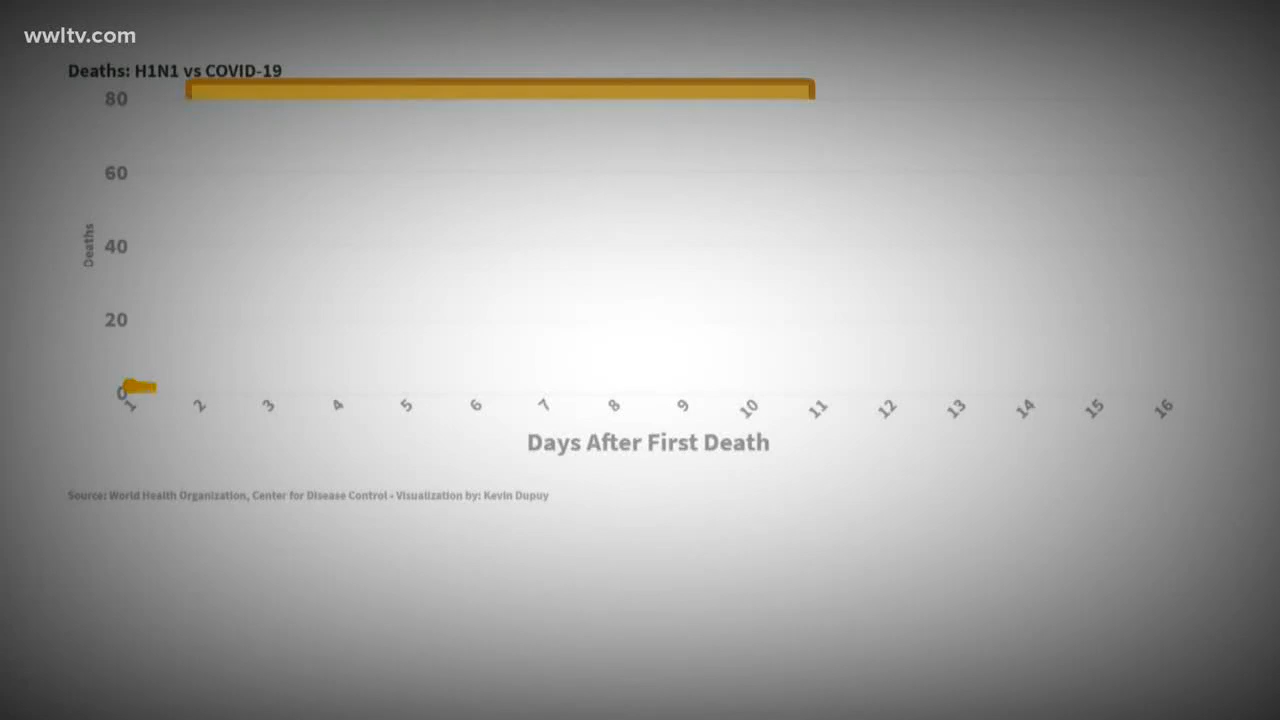 wwltv.com
Deaths: H1N1 vs COVID-19
80
60
Deaths
40
20
0
1 2 3 4 5 6 7 8 9 10 11 12 13 14 15 16
Days After First Death
Source: World Health Organization, Center for Disease Control - Visualization by: Kevin Dupuy